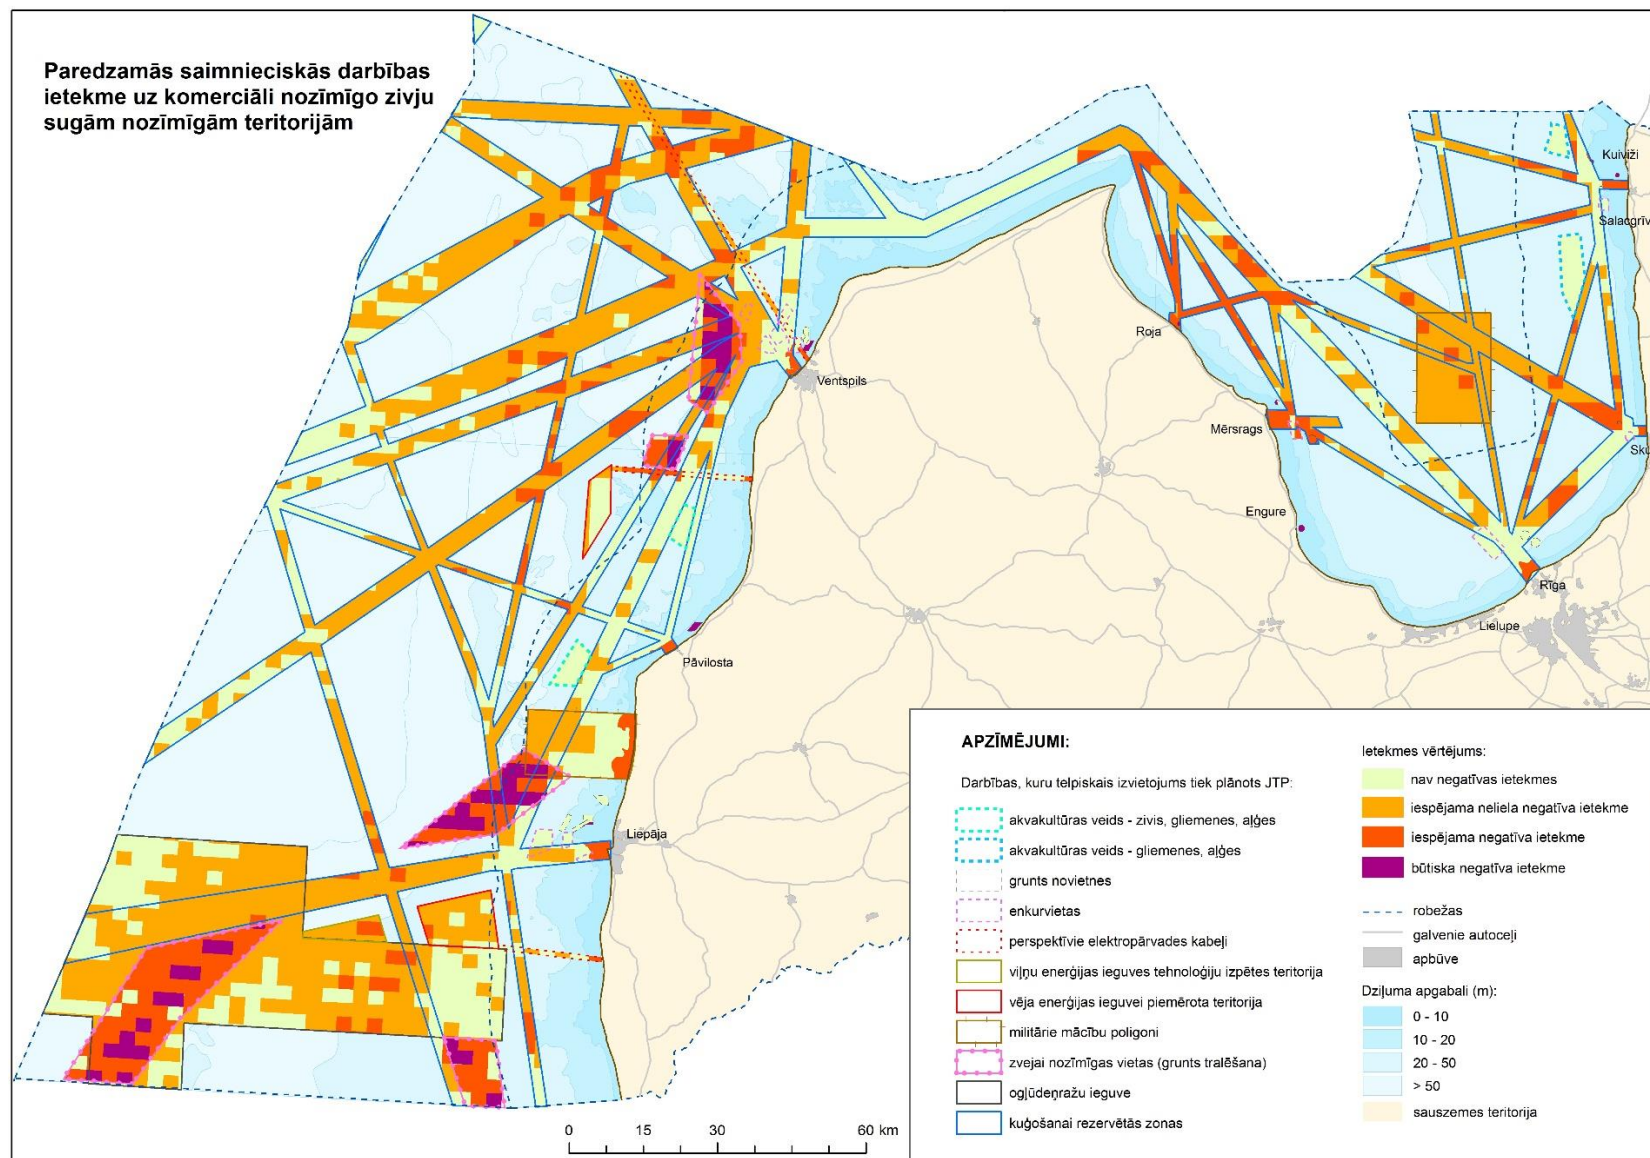 Paredzamās saimnieciskās darbības
ietekme uz komerciāli nozīmīgo zivju
sugām nozīmīgām teritorijām
Kuiviži
Salacgrīv
Roja
Ventspils
Mērsrags
Sku
Engure
Rīga
Lielupe
Pāvilosta
Liepāja
APZĪMĒJUMI:
Darbības, kuru telpiskais izvietojums tiek plānots JTP:
akvakultūras veids - zivis, gliemenes, aļģes
akvakultūras veids - gliemenes, aļģes
grunts novietnes
enkurvietas
perspektīvie elektropārvades kabeļi
viļņu enerģijas ieguves tehnoloģiju izpētes teritorija
vēja enerģijas ieguvei piemērota teritorija
militārie mācību poligoni
zvejai nozīmīgas vietas (grunts tralēšana)
ogļūdeņražu ieguve
kuģošanai rezervētās zonas
Ietekmes vērtējums:
nav negatīvas ietekmes
iespējama neliela negatīva ietekme
iespējama negatīva ietekme
būtiska negatīva ietekme
robežas
galvenie autoceļi
apbūve
Dziļuma apgabali (m):
0 - 10
10 - 20
20 - 50
> 50
sauszemes teritorija
0 15 30 60 km